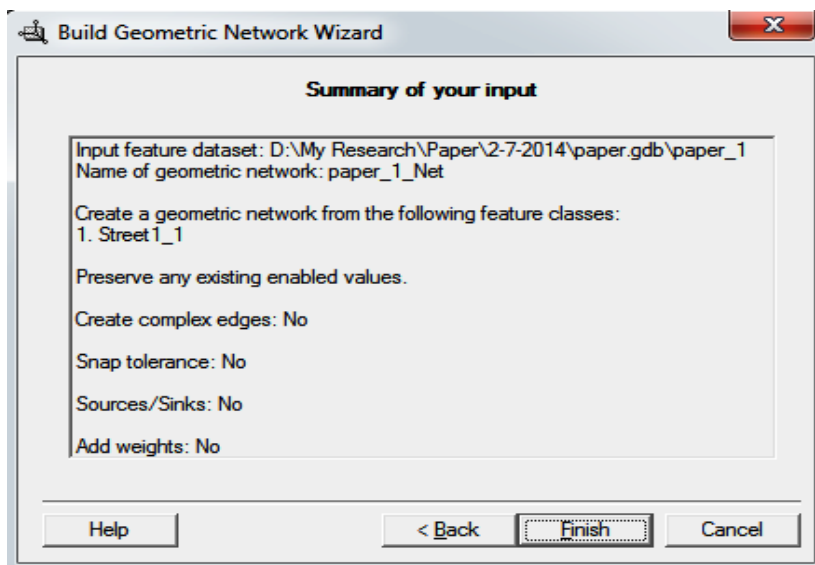 Build Geometric Network Wizard
Summary of your input
Input feature dataset: D:\My Research\Paper\2-7-2014\paper.gdb\paper_1
Name of geometric network: paper_1_Net
Create a geometric network from the following feature classes:
1. Street1_1
Preserve any existing enabled values.
Create complex edges: No
Snap tolerance: No
Sources/Sinks: No
Add weights: No
Help
< Back
Finish
Cancel